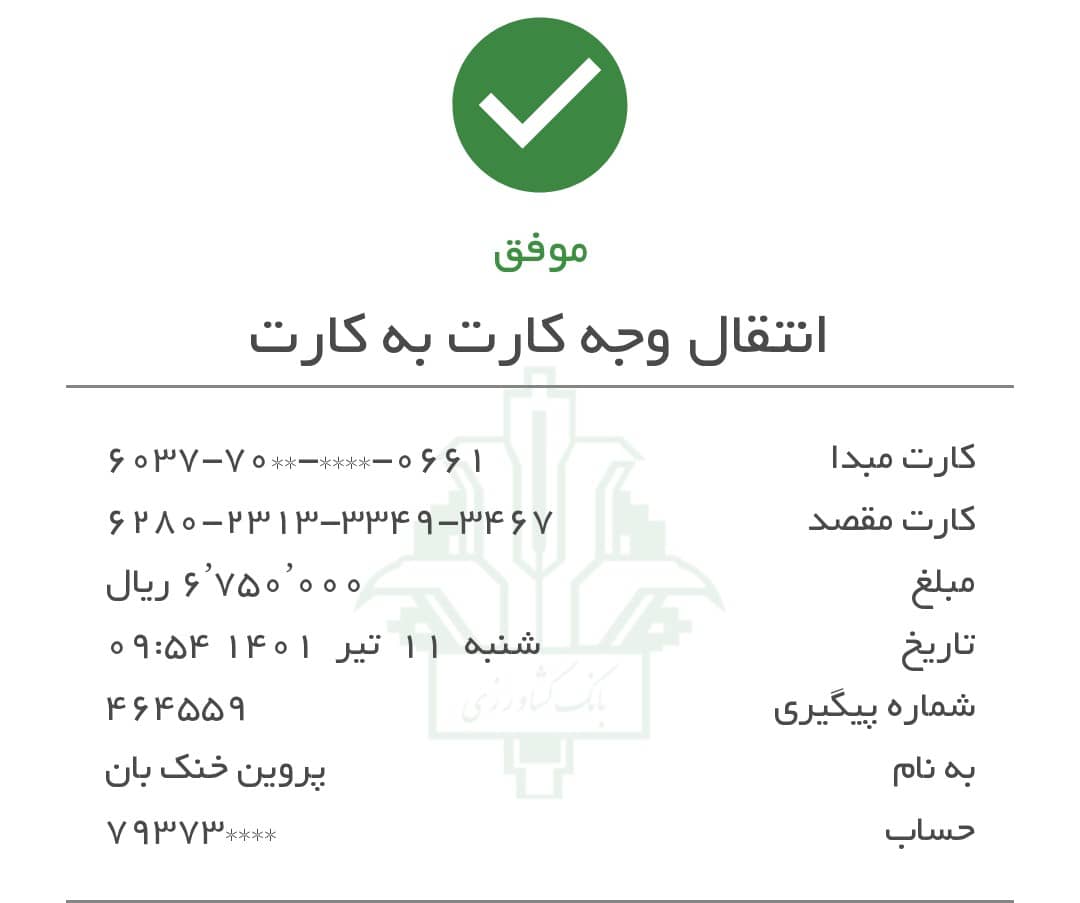 موفق
انتقال وجه کارت به کارت
کارت مبدا ۶۰۳۷-۷۰**-****-۰۶۶۱
کارت مقصد ۶۲۸۰-۲۳۱۳-۳۳۴۹-۳۴۶۷
مبلغ ۶٬۷۵۰٬۰۰۰ ریال
تاریخ شنبه ۱۱ تیر ۱۴۰۱ ۰۹:۵۴
شماره پیگیری ۴۶۴۵۵۹
به نام پروین خنک بان
حساب ۷۹۳۷۳****
بانک کشاورزی